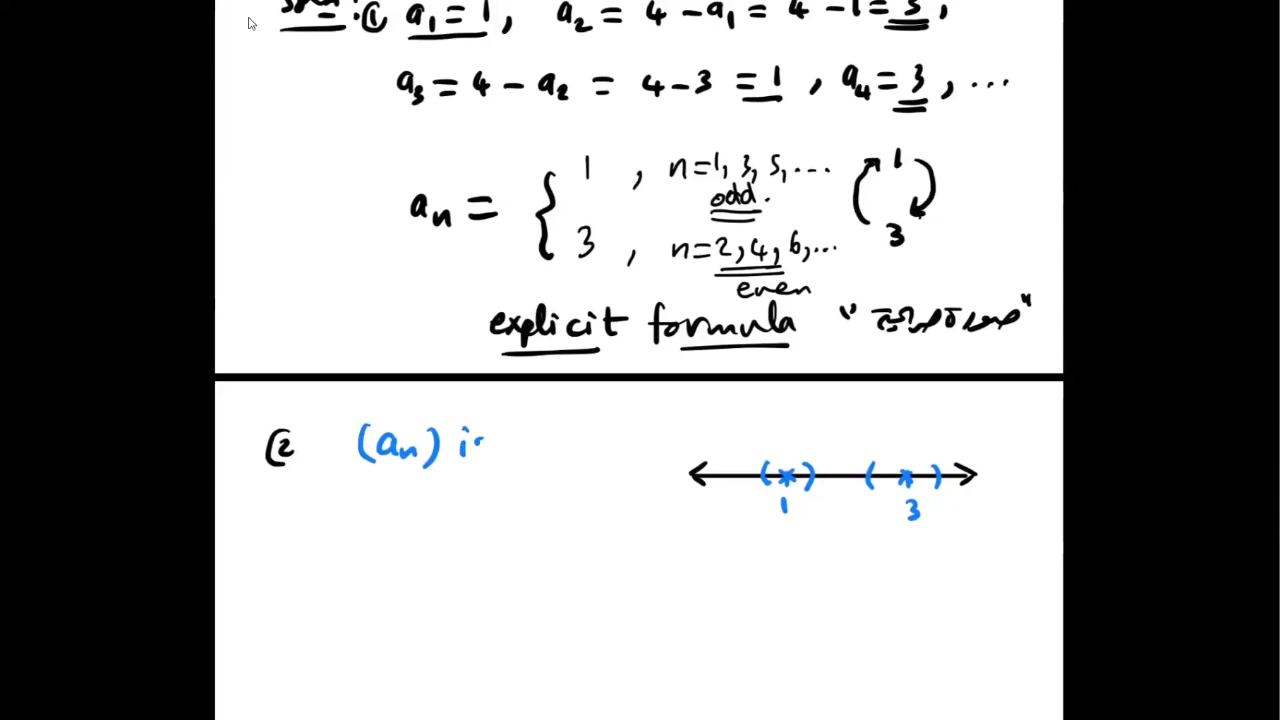 Soln: ① a₁ = 1, a₂ = 4 - a₁ = 4 - 1 = 3,
a₃ = 4 - a₂ = 4 - 3 = 1, a₄ = 3, ...
aₙ = { 1, n = 1, 3, 5, ... 1
odd.
3, n = 2, 4, 6, ... 3
even
explicit formula
② (aₙ) i
1 3